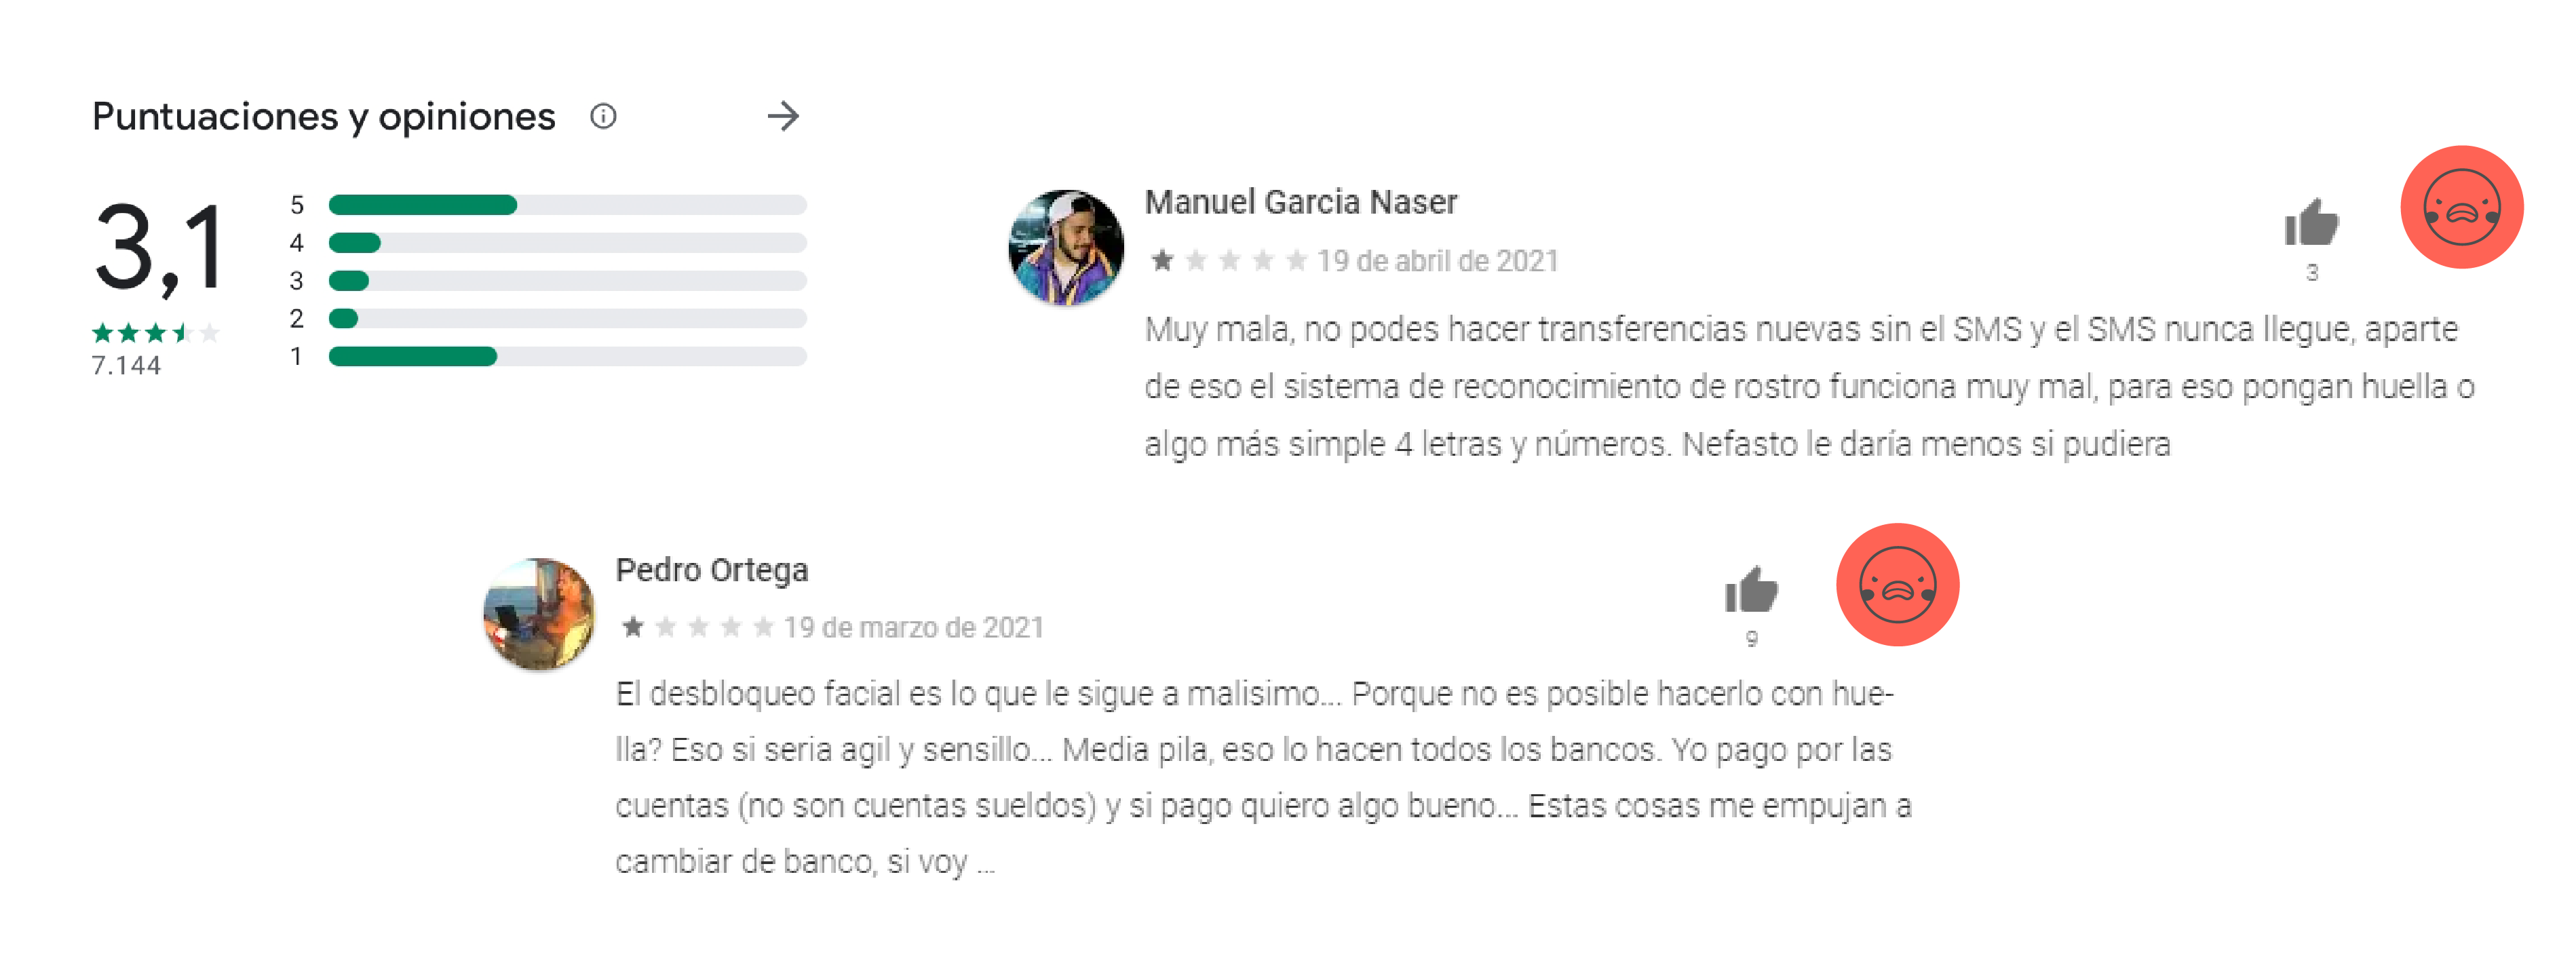 Puntuaciones y opiniones
3,1
5
4
3
2
1
7.144
Manuel Garcia Naser
19 de abril de 2021
3
Muy mala, no podes hacer transferencias nuevas sin el SMS y el SMS nunca llegue, aparte
de eso el sistema de reconocimiento de rostro funciona muy mal, para eso pongan huella o
algo más simple 4 letras y números. Nefasto le daría menos si pudiera
Pedro Ortega
19 de marzo de 2021
9
El desbloqueo facial es lo que le sigue a malisimo... Porque no es posible hacerlo con hue-
lla? Eso si seria agil y sensillo... Media pila, eso lo hacen todos los bancos. Yo pago por las
cuentas (no son cuentas sueldos) y si pago quiero algo bueno... Estas cosas me empujan a
cambiar de banco, si voy ...